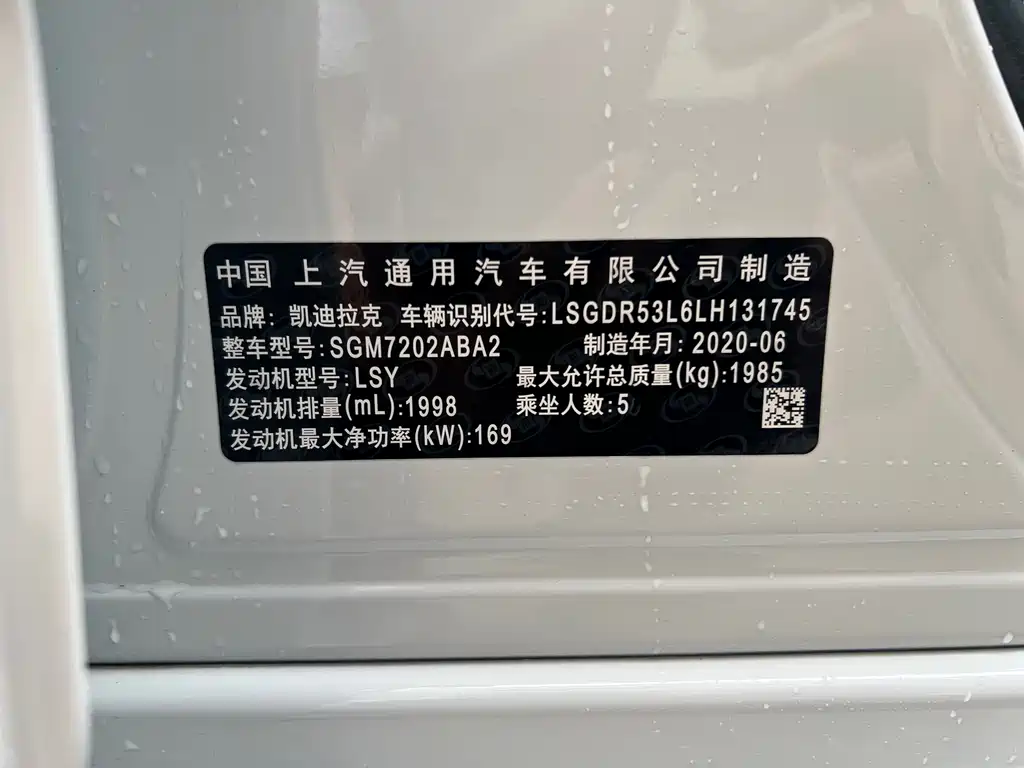 中国 上汽通用汽车有限公司制造
品牌：凯迪拉克 车辆识别代号:LSGDR53L6LH131745
整车型号:SGM7202ABA2 制造年月: 2020-06
发动机型号:LSY 最大允许总质量(kg):1985
发动机排量(mL):1998 乘坐人数:5
发动机最大净功率(kW):169